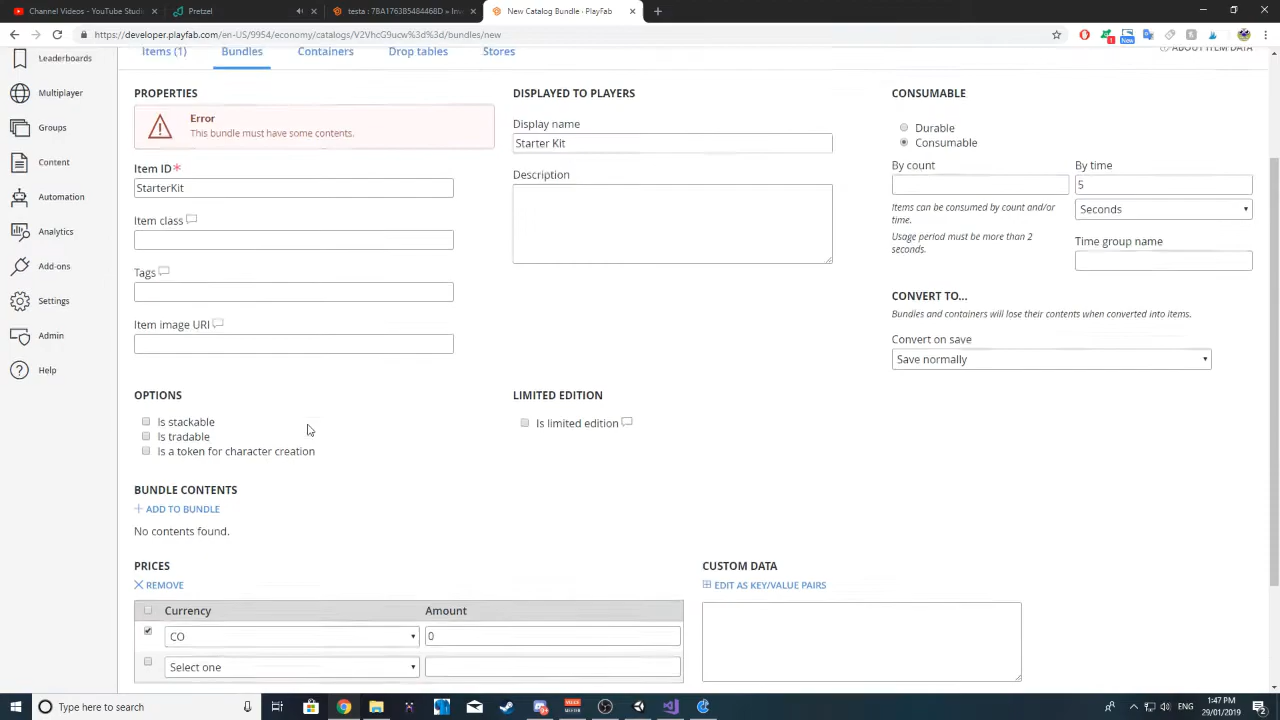 Channel Videos - YouTube Studio
Pretzel
testa : 7BA1763B5484468D > Inve
New Catalog Bundle - PlayFab
https://developer.playfab.com/en-US/9954/economy/catalogs/V2VhcG9ucw%3d%3d/bundles/new
Items (1)
Bundles
Containers
Drop tables
Stores
ABOUT ITEM DATA
Leaderboards
Multiplayer
Groups
Content
Automation
Analytics
Add-ons
Settings
Admin
Help
PROPERTIES
Error
This bundle must have some contents.
Item ID*
StarterKit
Item class
Tags
Item image URI
DISPLAYED TO PLAYERS
Display name
Starter Kit
Description
CONSUMABLE
Durable
Consumable
By count
Items can be consumed by count and/or
time.
Usage period must be more than 2
seconds.
By time
5
Seconds
Time group name
CONVERT TO...
Bundles and containers will lose their contents when converted into items.
Convert on save
Save normally
OPTIONS
Is stackable
Is tradable
Is a token for character creation
LIMITED EDITION
Is limited edition
BUNDLE CONTENTS
ADD TO BUNDLE
No contents found.
PRICES
REMOVE
Currency Amount
CO 0
Select one
CUSTOM DATA
EDIT AS KEY/VALUE PAIRS
Type here to search
ENG
1:47 PM
29/01/2019